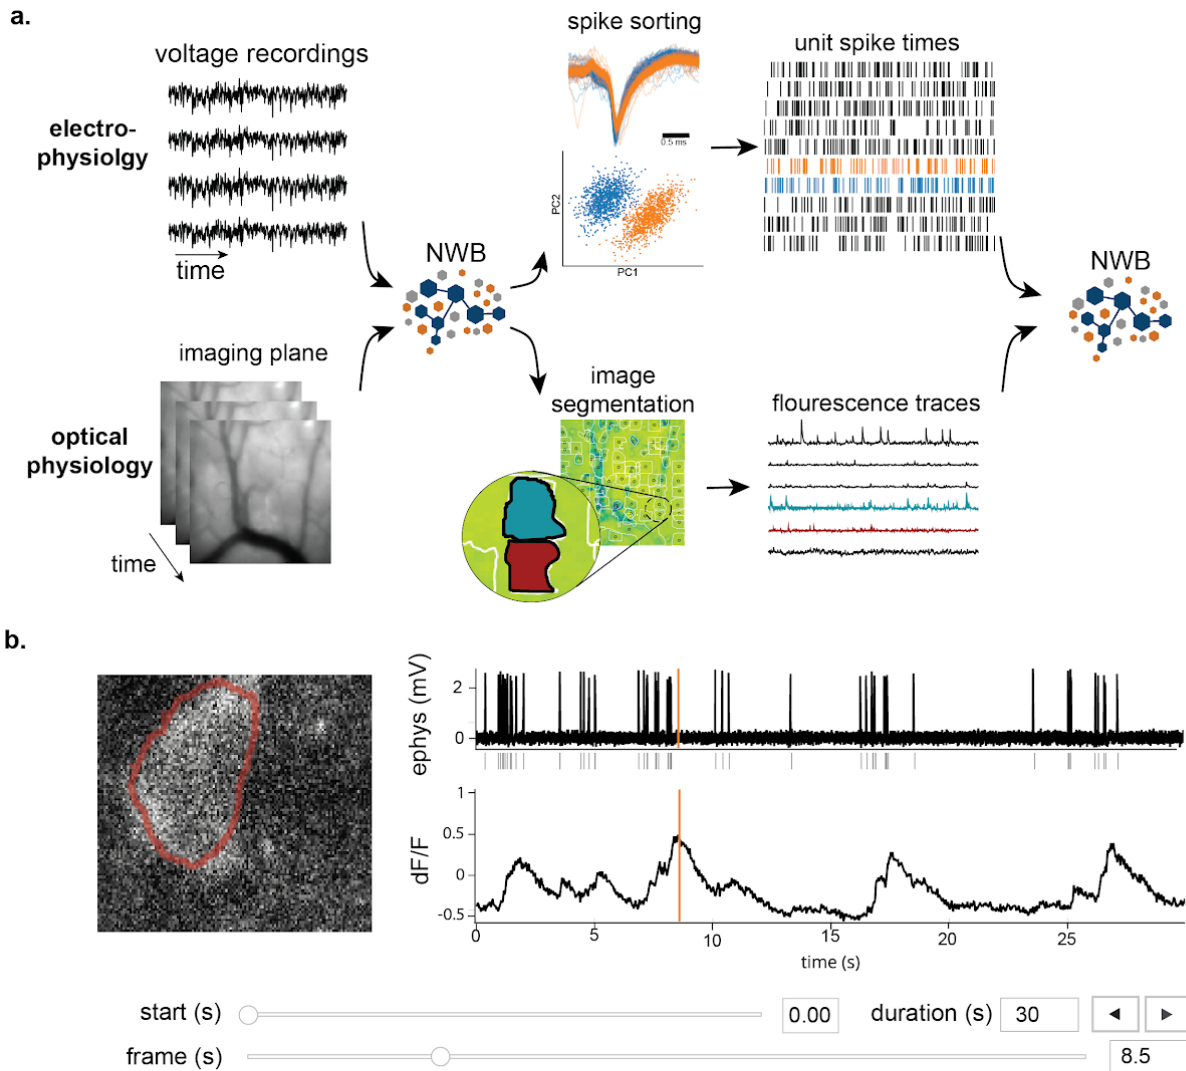 a.
voltage recordings
electro-
physiolgy
time
spike sorting
0.5 ms
PC2
PC1
unit spike times
NWB
NWB
imaging plane
optical
physiology
time
image
segmentation
flourescence traces
b.
ephys (mV)
2
0
dF/F
1
0.5
0
-0.5
0
5
10
15
20
25
time (s)
start (s)
0.00
duration (s)
30
frame (s)
8.5